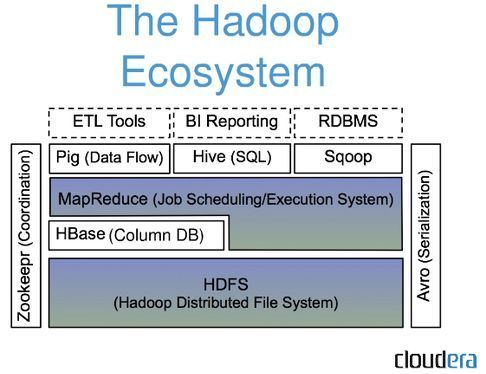 The Hadoop
Ecosystem
ETL Tools
BI Reporting
RDBMS
Pig (Data Flow)
Hive (SQL)
Sqoop
MapReduce (Job Scheduling/Execution System)
HBase (Column DB)
HDFS
(Hadoop Distributed File System)
Zookeepr (Coordination)
Avro (Serialization)
cloudera